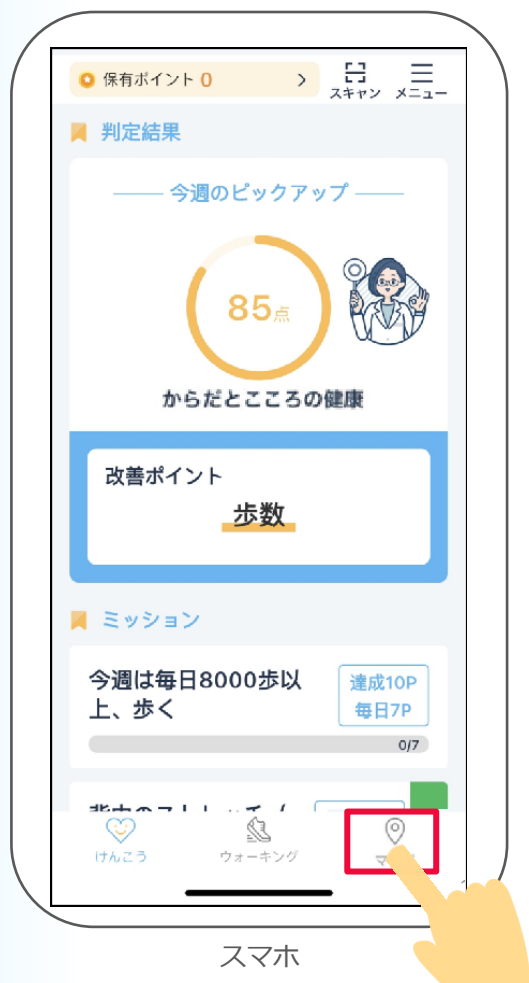 保有ポイント 0
スキャン
メニュー
判定結果
今週のピックアップ
85点
からだとこころの健康
改善ポイント
歩数
ミッション
今週は毎日8000歩以
上、歩く
達成10P
毎日7P
0/7
けんこう
ウォーキング
スマホ